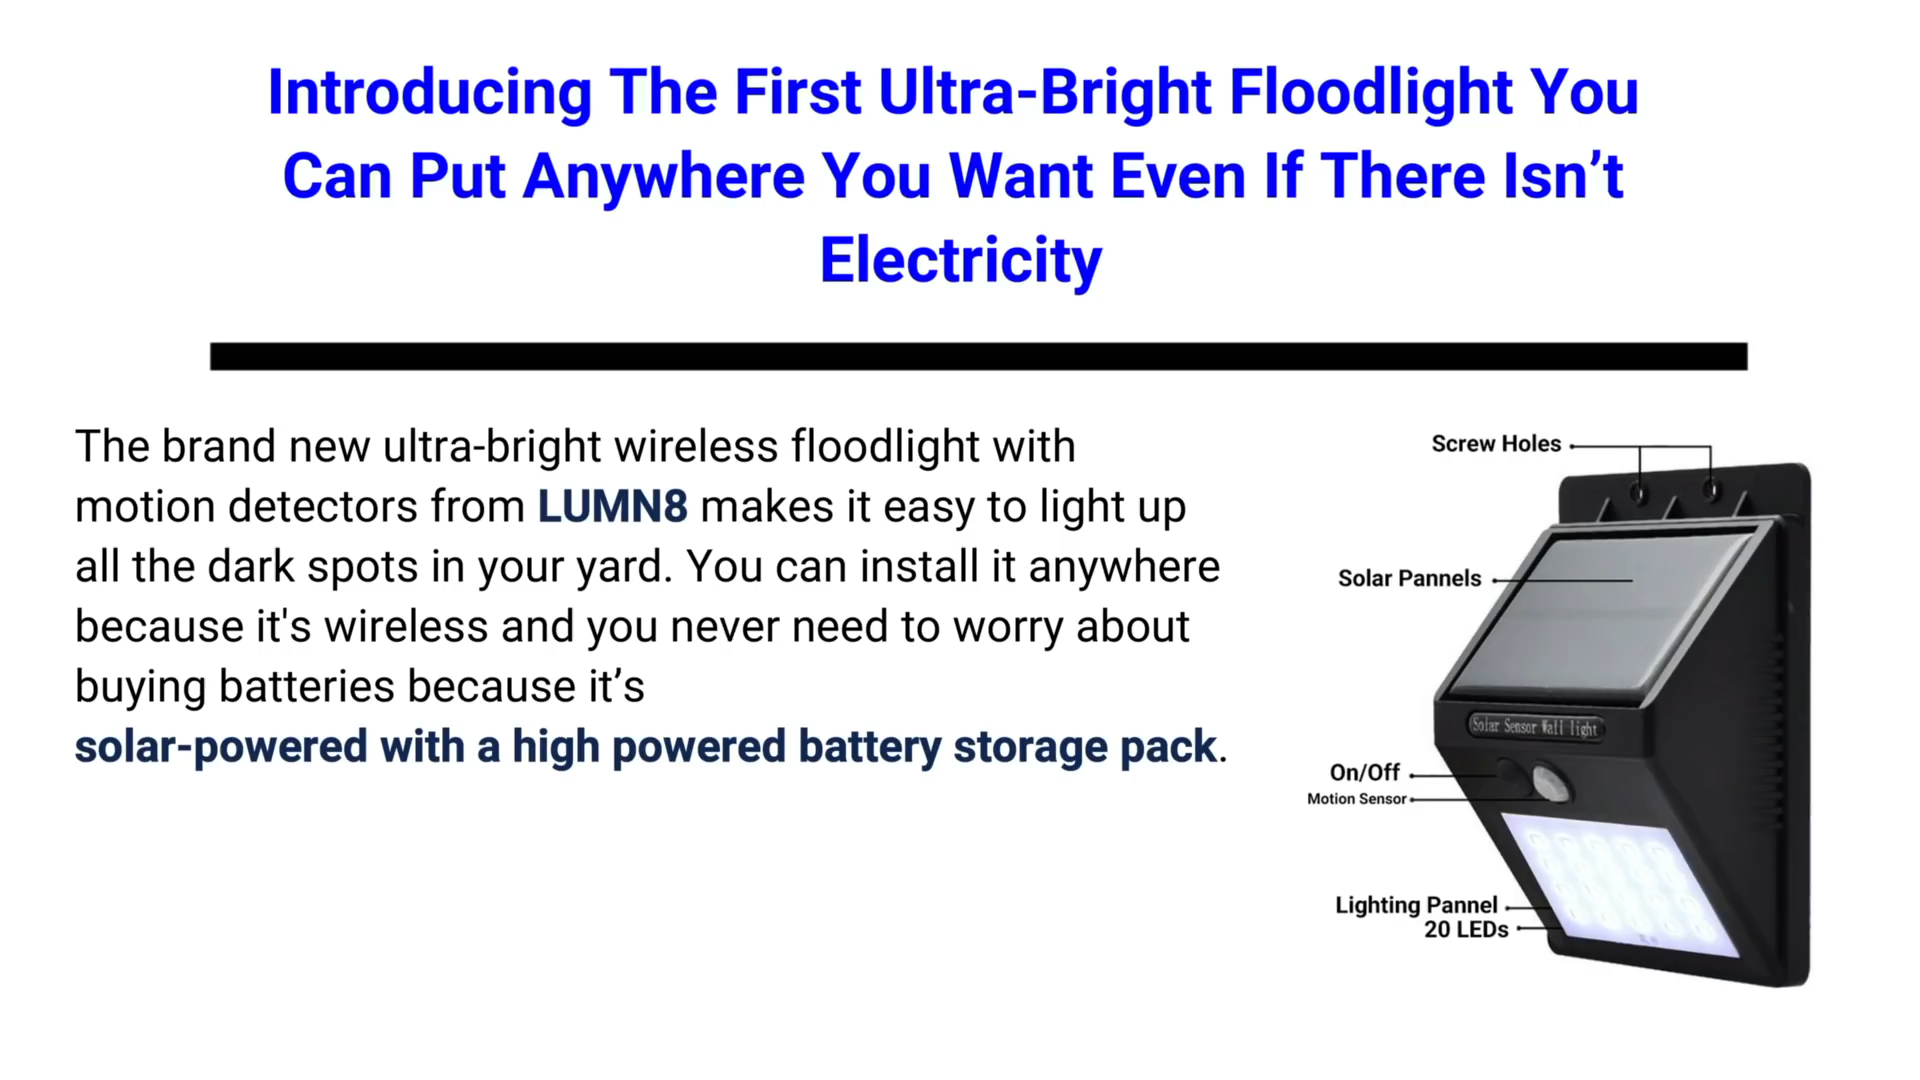 Introducing The First Ultra-Bright Floodlight You
Can Put Anywhere You Want Even If There Isn’t
Electricity
The brand new ultra-bright wireless floodlight with
motion detectors from LUMN8 makes it easy to light up
all the dark spots in your yard. You can install it anywhere
because it's wireless and you never need to worry about
buying batteries because it’s
solar-powered with a high powered battery storage pack.
Screw Holes
Solar Pannels
Solar Sensor Wall light
On/Off
Motion Sensor
Lighting Pannel
20 LEDs